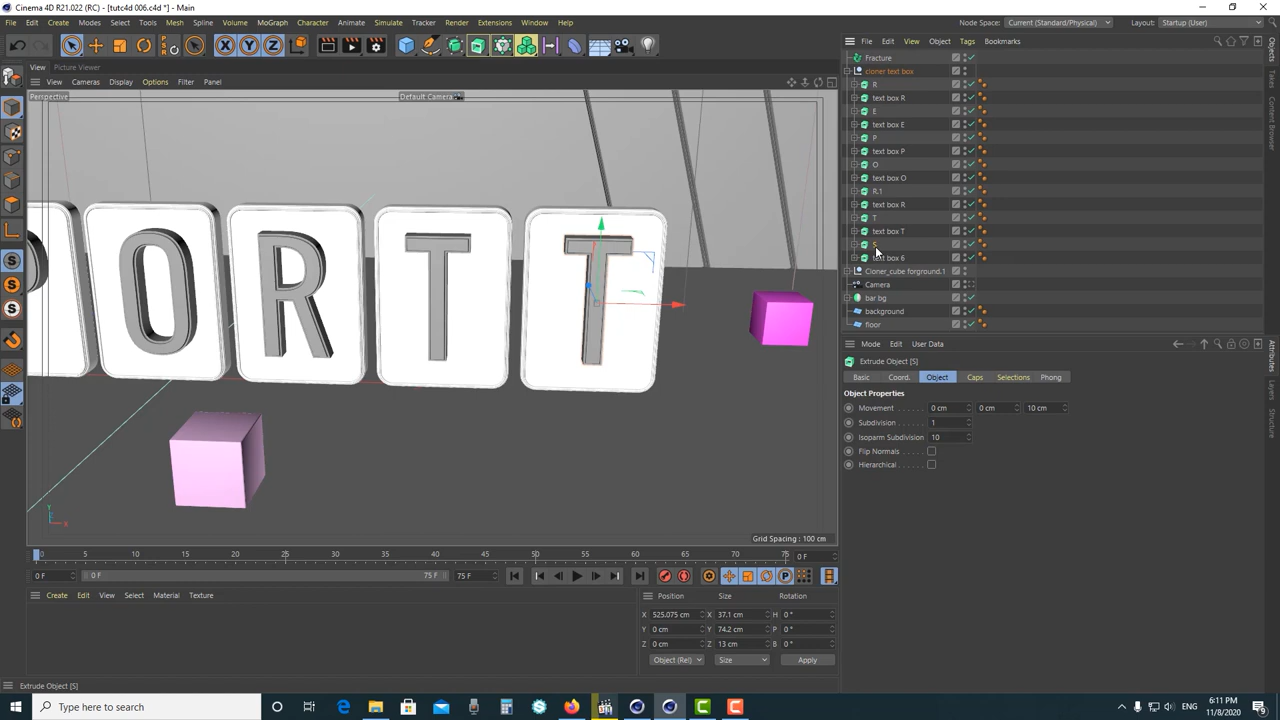 Cinema 4D R21.022 (RC) - [tutc4d 006.c4d *] - Main
File Edit Create Modes Select Tools Mesh Spline Volume MoGraph Character Animate Simulate Tracker Render Extensions Window Help
Node Space: Current (Standard/Physical) Layout: Startup (User)
View Picture Viewer
View Cameras Display Options Filter Panel
Perspective
Default Camera
PORTT
Grid Spacing : 100 cm
0 5 10 15 20 25 30 35 40 45 50 55 60 65 70 75
0 F
0 F 0 F 75 F 75 F
Create Edit View Select Material Texture
Position Size Rotation
X 525.075 cm X 37.1 cm H 0 °
Y 0 cm Y 74.2 cm P 0 °
Z 0 cm Z 13 cm B 0 °
Object (Rel) Size Apply
Extrude Object [S]
File Edit View Object Tags Bookmarks
Fracture
cloner text box
R
text box R
E
text box E
P
text box P
O
text box O
R.1
text box R
T
text box T
S
text box 6
Cloner_cube forground.1
Camera
bar bg
background
floor
Mode Edit User Data
Extrude Object [S]
Basic Coord. Object Caps Selections Phong
Object Properties
Movement . . . . . . 0 cm 0 cm 10 cm
Subdivision . . . . . 1
Isoparm Subdivision 10
Flip Normals . . . .
Hierarchical . . . . .
Objects
Takes
Content Browser
Attributes
Layers
Structure
Type here to search
ENG
6:11 PM
11/8/2020